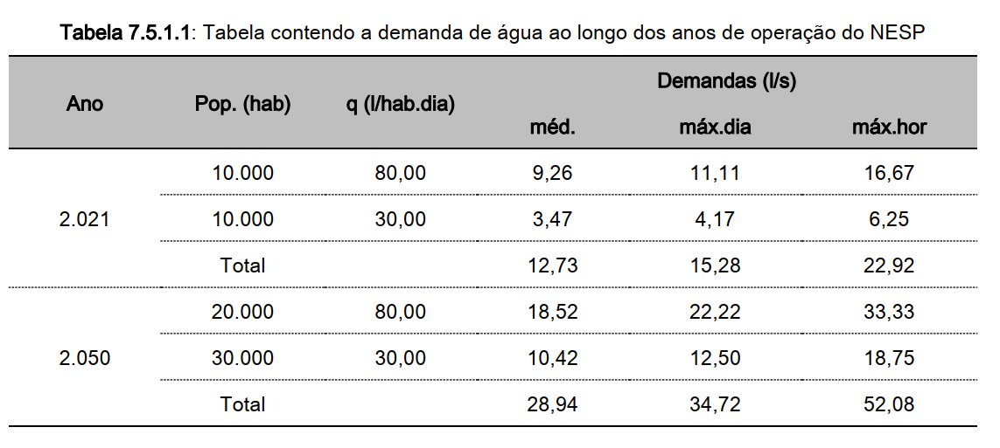 Tabela 7.5.1.1: Tabela contendo a demanda de água ao longo dos anos de operação do NESP
Ano Pop. (hab) q (l/hab.dia) Demandas (l/s)
méd. máx.dia máx.hor
2.021 10.000 80,00 9,26 11,11 16,67
10.000 30,00 3,47 4,17 6,25
Total 12,73 15,28 22,92
2.050 20.000 80,00 18,52 22,22 33,33
30.000 30,00 10,42 12,50 18,75
Total 28,94 34,72 52,08